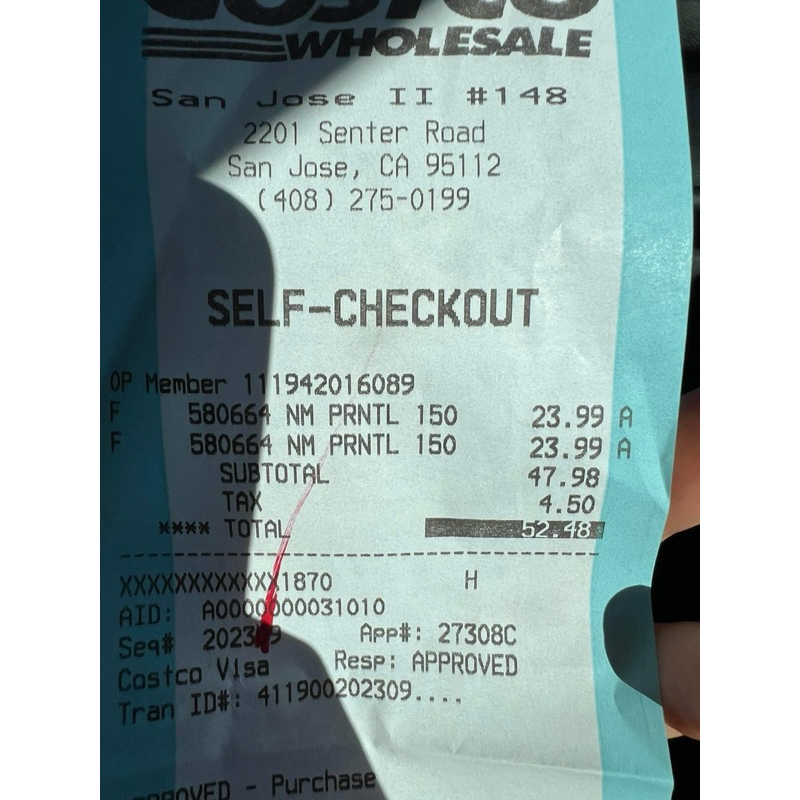 COSTCO
WHOLESALE
San Jose II #148
2201 Senter Road
San Jose, CA 95112
(408) 275-0199
SELF-CHECKOUT
OP Member 111942016089
F 580664 NM PRNTL 150 23.99 A
F 580664 NM PRNTL 150 23.99 A
SUBTOTAL 47.98
TAX 4.50
**** TOTAL 52.48
XXXXXXXXXXXX1870 H
AID: A0000000031010
Seq# App#: 27308C
Costco Visa Resp: APPROVED
Tran ID#: 411900202309....
- Purchase